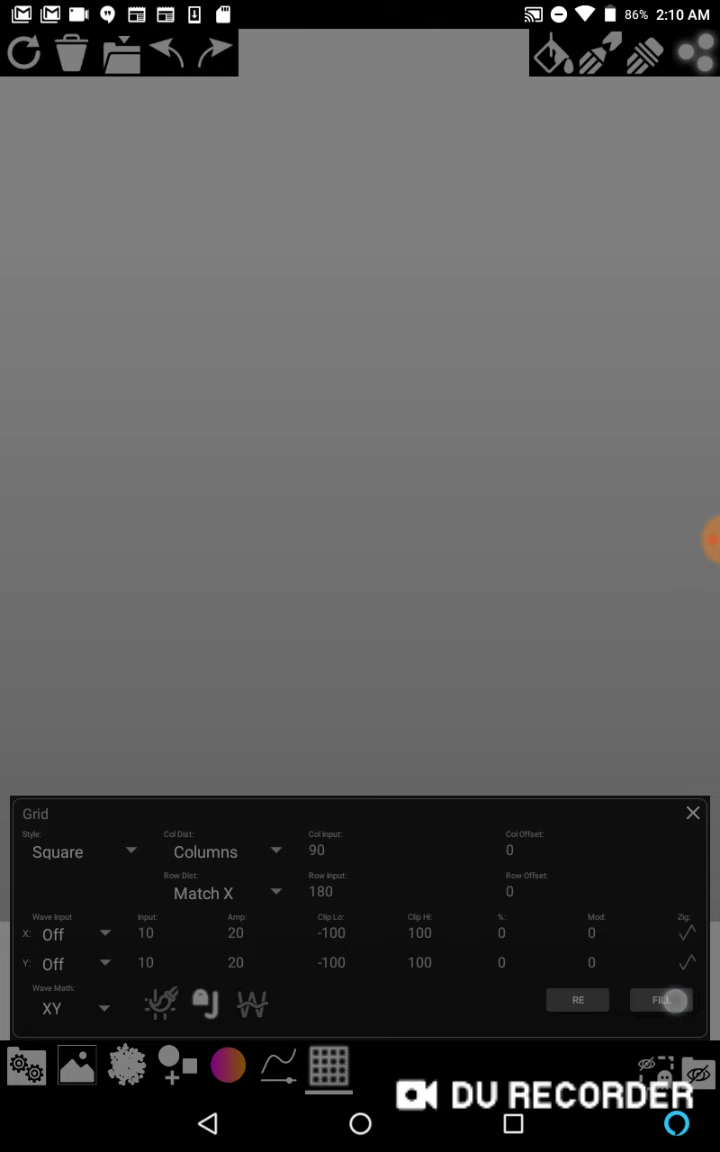 86% 2:10 AM
Grid
Style: Col Dist: Col Input: Col Offset:
Square Columns 90 0
Row Dist: Row Input: Row Offset:
Match X 180 0
Wave Input Input: Amp: Clip Lo: Clip Hi: %: Mod: Zig:
X: Off 10 20 -100 100 0 0
Y: Off 10 20 -100 100 0 0
Wave Math:
XY RE FILL
DU RECORDER